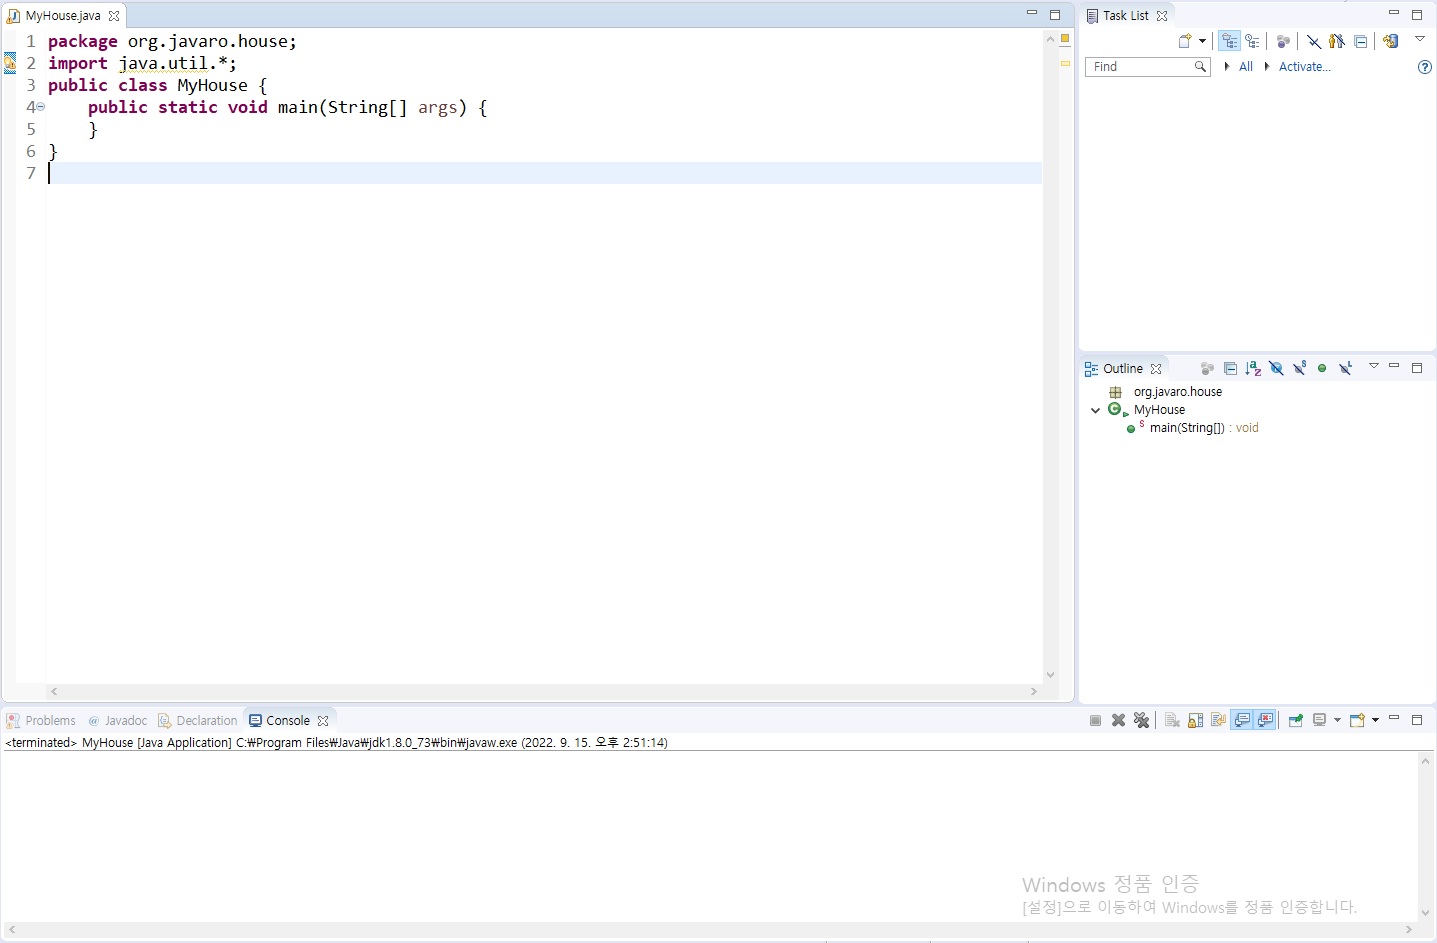 MyHouse.java
1 package org.javaro.house;
2 import java.util.*;
3 public class MyHouse {
4 public static void main(String[] args) {
5 }
6 }
7
Task List
Find
All
Activate...
Outline
org.javaro.house
MyHouse
main(String[]) : void
Problems
@ Javadoc
Declaration
Console
<terminated> MyHouse [Java Application] C:₩Program Files₩Java₩jdk1.8.0_73₩bin₩javaw.exe (2022. 9. 15. 오후 2:51:14)
Windows 정품 인증
[설정]으로 이동하여 Windows를 정품 인증합니다.